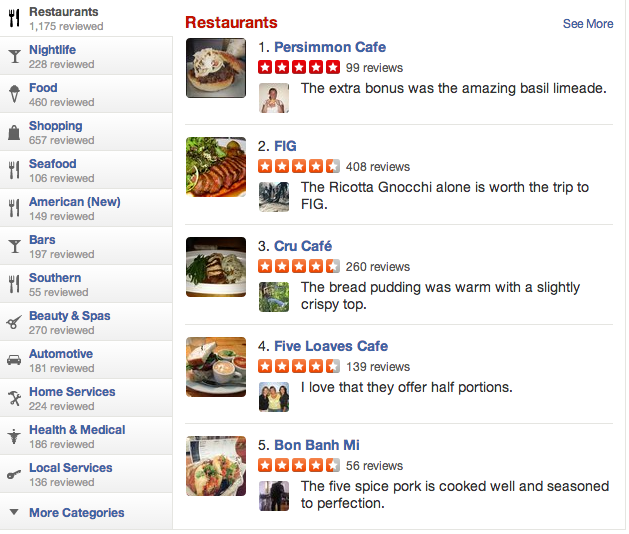 Restaurants
1,175 reviewed
Nightlife
228 reviewed
Food
460 reviewed
Shopping
657 reviewed
Seafood
106 reviewed
American (New)
149 reviewed
Bars
197 reviewed
Southern
55 reviewed
Beauty & Spas
270 reviewed
Automotive
181 reviewed
Home Services
224 reviewed
Health & Medical
186 reviewed
Local Services
136 reviewed
More Categories
Restaurants
See More
1. Persimmon Cafe
99 reviews
The extra bonus was the amazing basil limeade.
2. FIG
408 reviews
The Ricotta Gnocchi alone is worth the trip to
FIG.
3. Cru Café
260 reviews
The bread pudding was warm with a slightly
crispy top.
4. Five Loaves Cafe
139 reviews
I love that they offer half portions.
5. Bon Banh Mi
56 reviews
The five spice pork is cooked well and seasoned
to perfection.